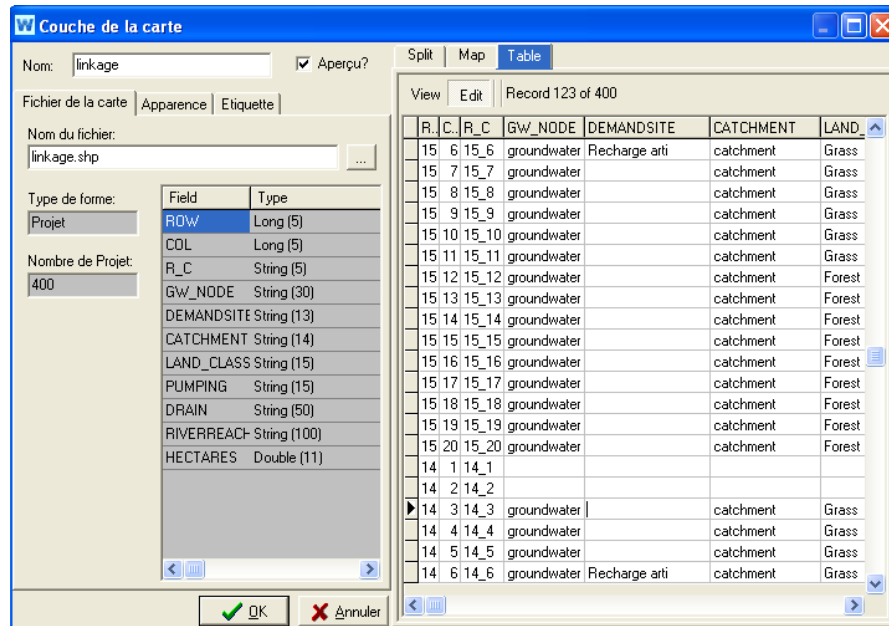 Couche de la carte
Nom: linkage Aperçu?
Fichier de la carte Apparence Etiquette
Nom du fichier:
linkage.shp ...
Type de forme:
Projet
Nombre de Projet:
400
Field Type
ROW Long (5)
COL Long (5)
R_C String (5)
GW_NODE String (30)
DEMANDSITE String (13)
CATCHMENT String (14)
LAND_CLASS String (15)
PUMPING String (15)
DRAIN String (50)
RIVERREACH String (100)
HECTARES Double (11)
OK Annuler
Split Map Table
View Edit Record 123 of 400
R.. C.. R_C GW_NODE DEMANDSITE CATCHMENT LAND_
15 6 15_6 groundwater Recharge arti catchment Grass
15 7 15_7 groundwater catchment Grass
15 8 15_8 groundwater catchment Grass
15 9 15_9 groundwater catchment Grass
15 10 15_10 groundwater catchment Grass
15 11 15_11 groundwater catchment Grass
15 12 15_12 groundwater catchment Forest
15 13 15_13 groundwater catchment Forest
15 14 15_14 groundwater catchment Forest
15 15 15_15 groundwater catchment Forest
15 16 15_16 groundwater catchment Forest
15 17 15_17 groundwater catchment Forest
15 18 15_18 groundwater catchment Forest
15 19 15_19 groundwater catchment Forest
15 20 15_20 groundwater catchment Forest
14 1 14_1
14 2 14_2
14 3 14_3 groundwater catchment Grass
14 4 14_4 groundwater catchment Grass
14 5 14_5 groundwater catchment Grass
14 6 14_6 groundwater Recharge arti catchment Grass